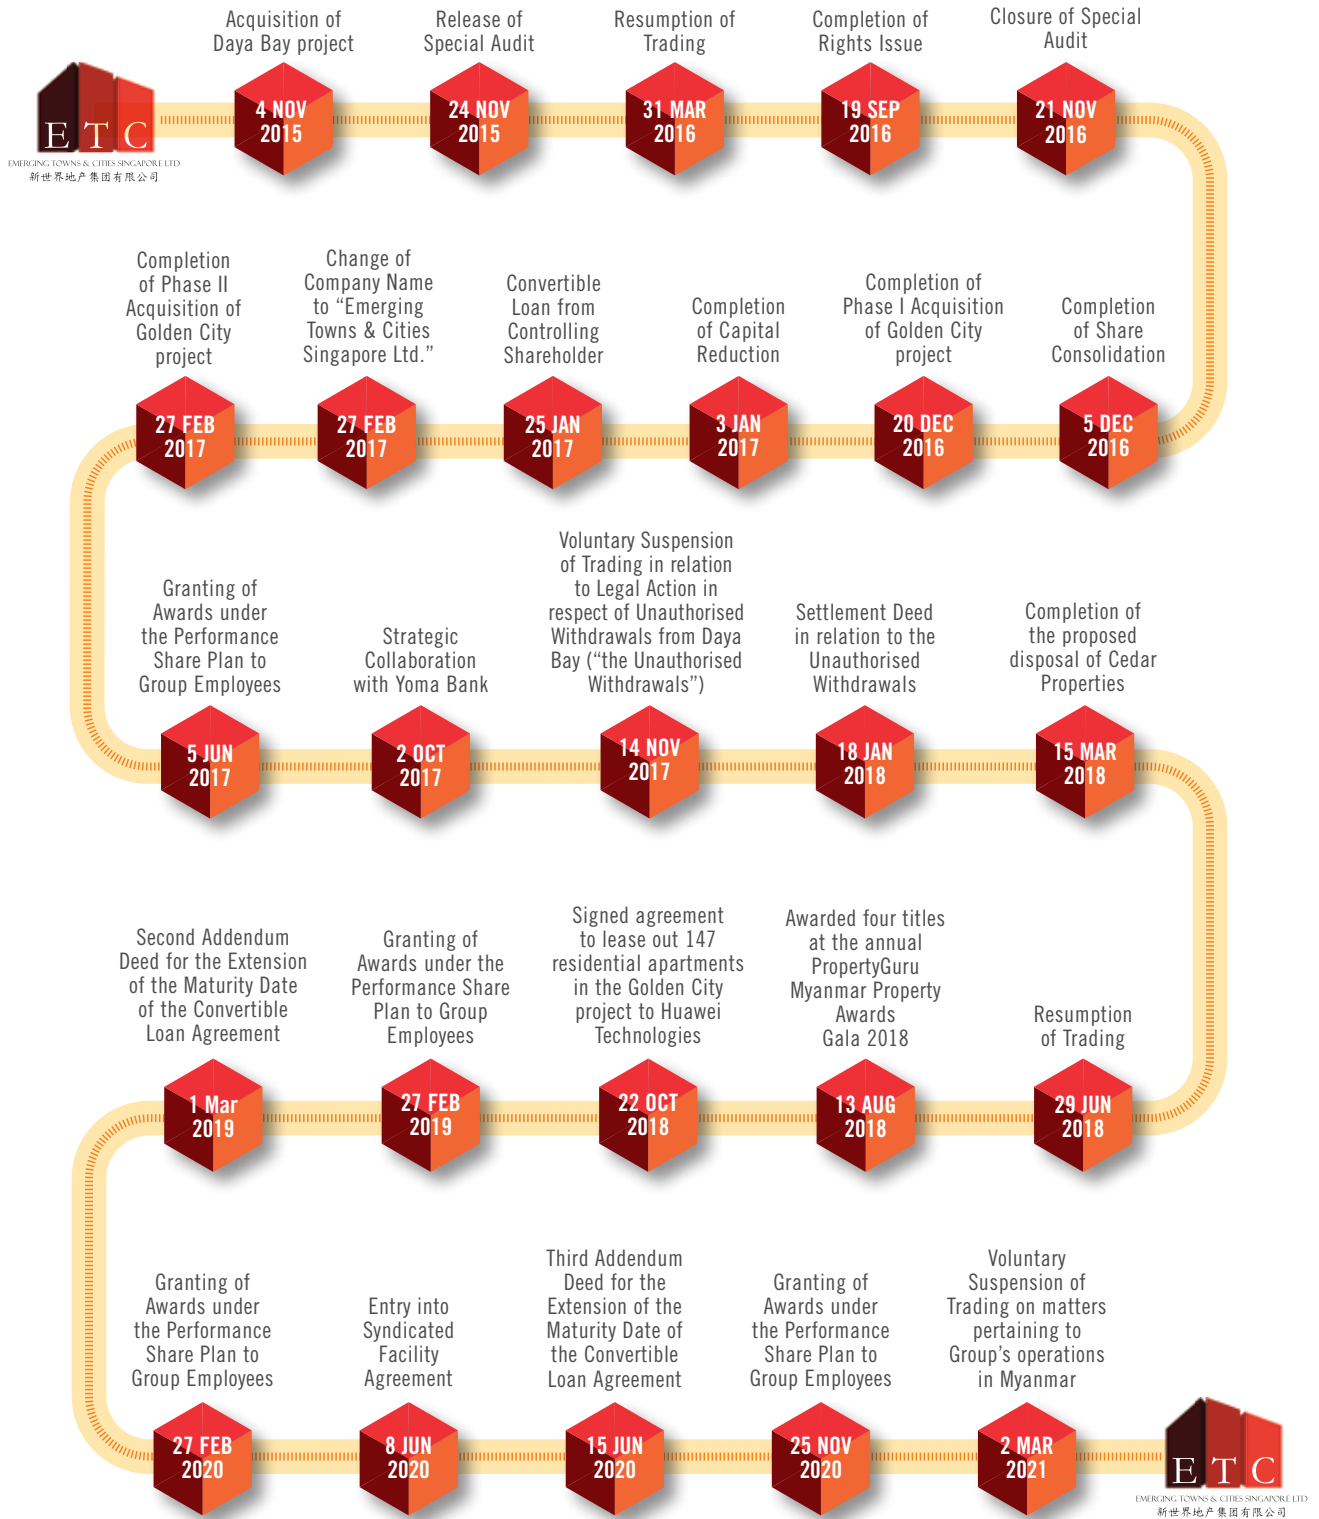 Acquisition of
Daya Bay project
4 NOV
2015
Release of
Special Audit
24 NOV
2015
Resumption of
Trading
31 MAR
2016
Completion of
Rights Issue
19 SEP
2016
Closure of Special
Audit
21 NOV
2016
ETC
EMERGING TOWNS & CITIES SINGAPORE LTD
新世界地产集团有限公司
Completion
of Share
Consolidation
5 DEC
2016
Completion of
Phase I Acquisition
of Golden City
project
20 DEC
2016
Completion
of Capital
Reduction
3 JAN
2017
Convertible
Loan from
Controlling
Shareholder
25 JAN
2017
Change of
Company Name
to “Emerging
Towns & Cities
Singapore Ltd.”
27 FEB
2017
Completion
of Phase II
Acquisition of
Golden City
project
27 FEB
2017
Granting of
Awards under
the Performance
Share Plan to
Group Employees
5 JUN
2017
Strategic
Collaboration
with Yoma Bank
2 OCT
2017
Voluntary Suspension
of Trading in relation
to Legal Action in
respect of Unauthorised
Withdrawals from Daya
Bay (“the Unauthorised
Withdrawals”)
14 NOV
2017
Settlement Deed
in relation to the
Unauthorised
Withdrawals
18 JAN
2018
Completion of
the proposed
disposal of Cedar
Properties
15 MAR
2018
Resumption
of Trading
29 JUN
2018
Awarded four titles
at the annual
PropertyGuru
Myanmar Property
Awards
Gala 2018
13 AUG
2018
Signed agreement
to lease out 147
residential apartments
in the Golden City
project to Huawei
Technologies
22 OCT
2018
Granting of
Awards under the
Performance Share
Plan to Group
Employees
27 FEB
2019
Second Addendum
Deed for the Extension
of the Maturity Date
of the Convertible
Loan Agreement
1 Mar
2019
Granting of
Awards under
the Performance
Share Plan to
Group Employees
27 FEB
2020
Entry into
Syndicated
Facility
Agreement
8 JUN
2020
Third Addendum
Deed for the
Extension of the
Maturity Date of
the Convertible
Loan Agreement
15 JUN
2020
Granting of
Awards under
the Performance
Share Plan to
Group Employees
25 NOV
2020
Voluntary
Suspension of
Trading on matters
pertaining to
Group’s operations
in Myanmar
2 MAR
2021
ETC
EMERGING TOWNS & CITIES SINGAPORE LTD
新世界地产集团有限公司